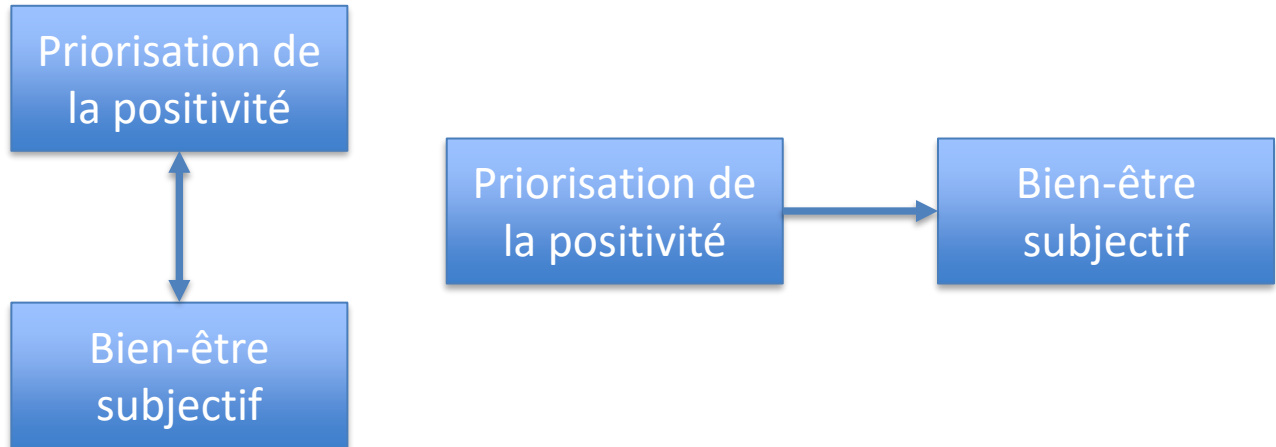 Priorisation de
la positivité
Bien-être
subjectif
Priorisation de
la positivité
Bien-être
subjectif